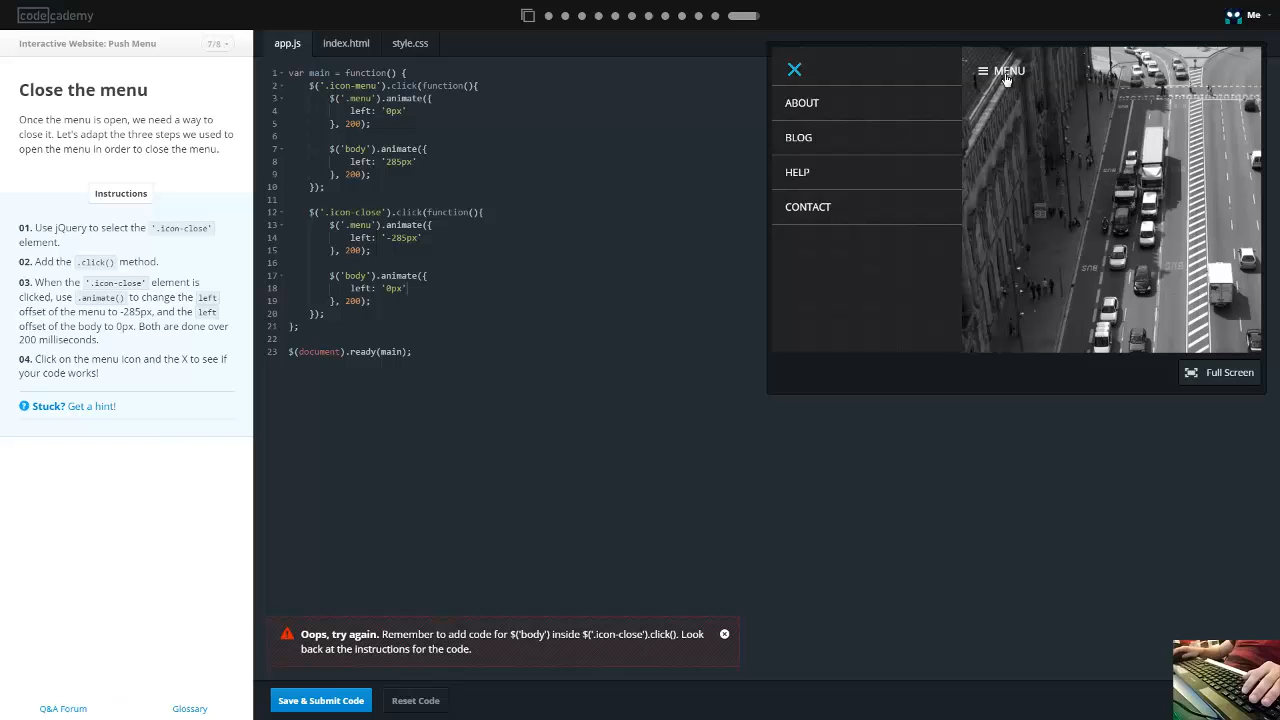 codecademy
Me
Interactive Website: Push Menu
7/8
Close the menu
Once the menu is open, we need a way to
close it. Let's adapt the three steps we used to
open the menu in order to close the menu.
Instructions
01. Use jQuery to select the '.icon-close'
element.
02. Add the .click() method.
03. When the '.icon-close' element is
clicked, use .animate() to change the left
offset of the menu to -285px, and the left
offset of the body to 0px. Both are done over
200 milliseconds.
04. Click on the menu icon and the X to see if
your code works!
Stuck? Get a hint!
Q&A Forum
Glossary
app.js
index.html
style.css
1 var main = function() {
2 $('.icon-menu').click(function(){
3 $('.menu').animate({
4 left: '0px'
5 }, 200);
6
7 $('body').animate({
8 left: '285px'
9 }, 200);
10 });
11
12 $('.icon-close').click(function(){
13 $('.menu').animate({
14 left: '-285px'
15 }, 200);
16
17 $('body').animate({
18 left: '0px'
19 }, 200);
20 });
21 };
22
23 $(document).ready(main);
MENU
ABOUT
BLOG
HELP
CONTACT
BUS
BUS
Full Screen
Oops, try again. Remember to add code for $('body') inside $('.icon-close').click(). Look
back at the instructions for the code.
Save & Submit Code
Reset Code